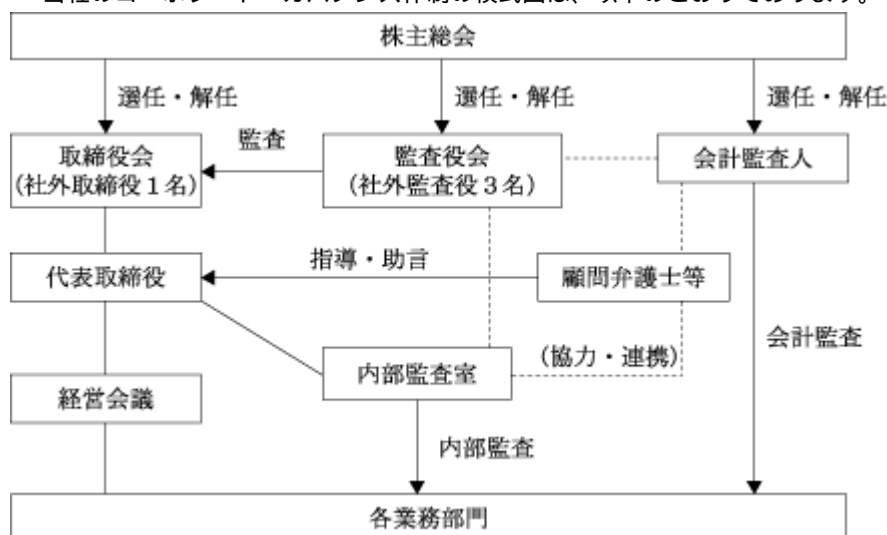 当社のコーポレート・ガバナンス体制の模式図は、以下のとおりであります。
株主総会
選任・解任
選任・解任
選任・解任
取締役会
(社外取締役１名)
監査
監査役会
(社外監査役３名)
会計監査人
代表取締役
指導・助言
顧問弁護士等
会計監査
内部監査室
(協力・連携)
経営会議
内部監査
各業務部門